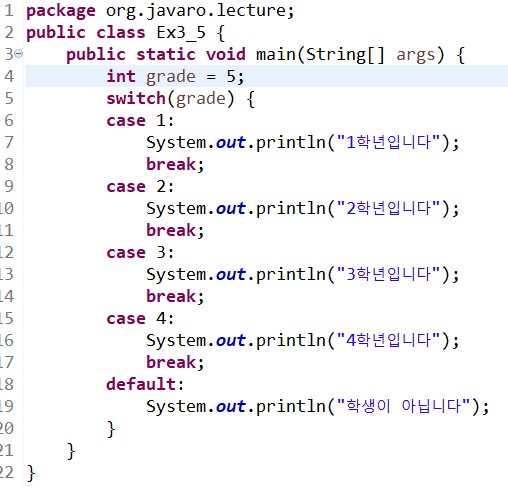 1 package org.javaro.lecture;
2 public class Ex3_5 {
3 public static void main(String[] args) {
4 int grade = 5;
5 switch(grade) {
6 case 1:
7 System.out.println("1학년입니다");
8 break;
9 case 2:
10 System.out.println("2학년입니다");
11 break;
12 case 3:
13 System.out.println("3학년입니다");
14 break;
15 case 4:
16 System.out.println("4학년입니다");
17 break;
18 default:
19 System.out.println("학생이 아닙니다");
20 }
21 }
22 }